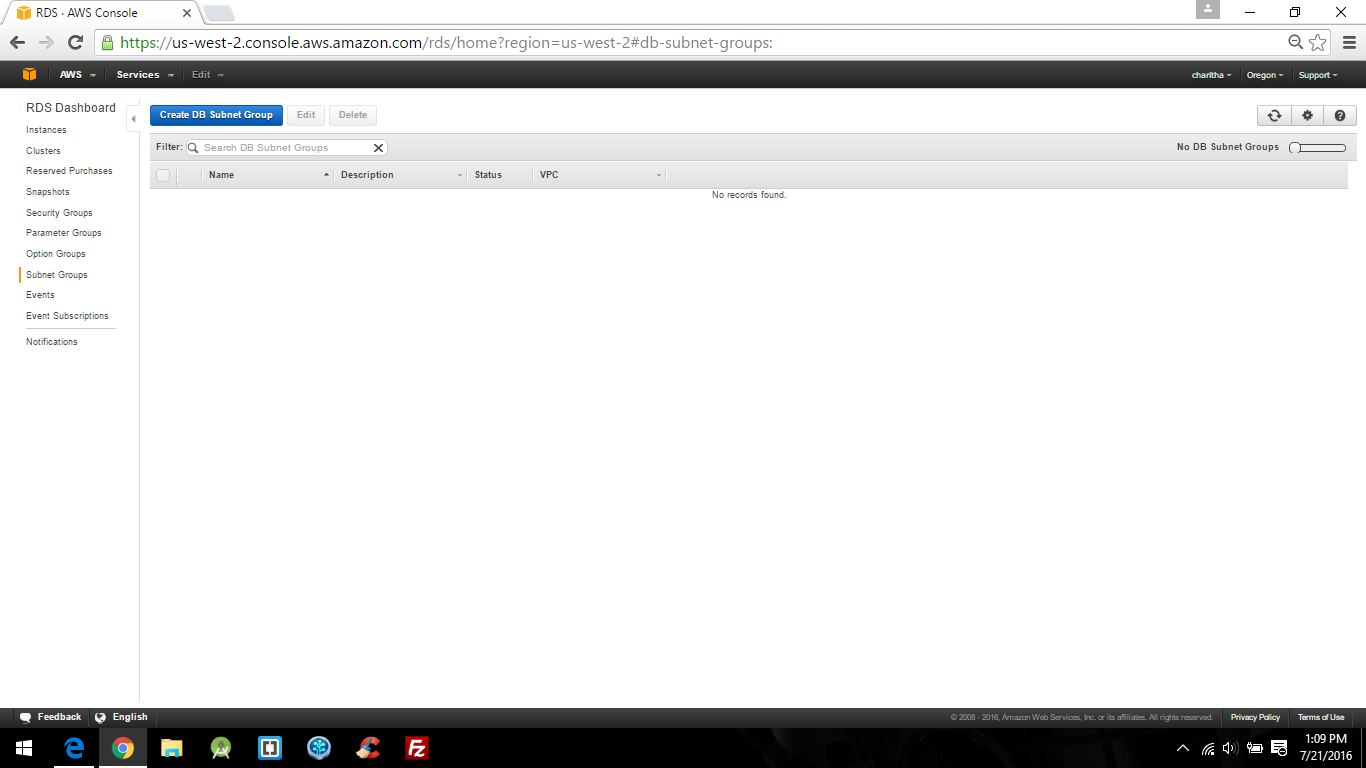 RDS · AWS Console
https://us-west-2.console.aws.amazon.com/rds/home?region=us-west-2#db-subnet-groups:
AWS Services Edit charitha Oregon Support
RDS Dashboard
Instances
Clusters
Reserved Purchases
Snapshots
Security Groups
Parameter Groups
Option Groups
Subnet Groups
Events
Event Subscriptions
Notifications
Create DB Subnet Group Edit Delete
Filter: Search DB Subnet Groups No DB Subnet Groups
Name Description Status VPC
No records found.
Feedback English © 2008 - 2016, Amazon Web Services, Inc. or its affiliates. All rights reserved. Privacy Policy Terms of Use
1:09 PM
7/21/2016